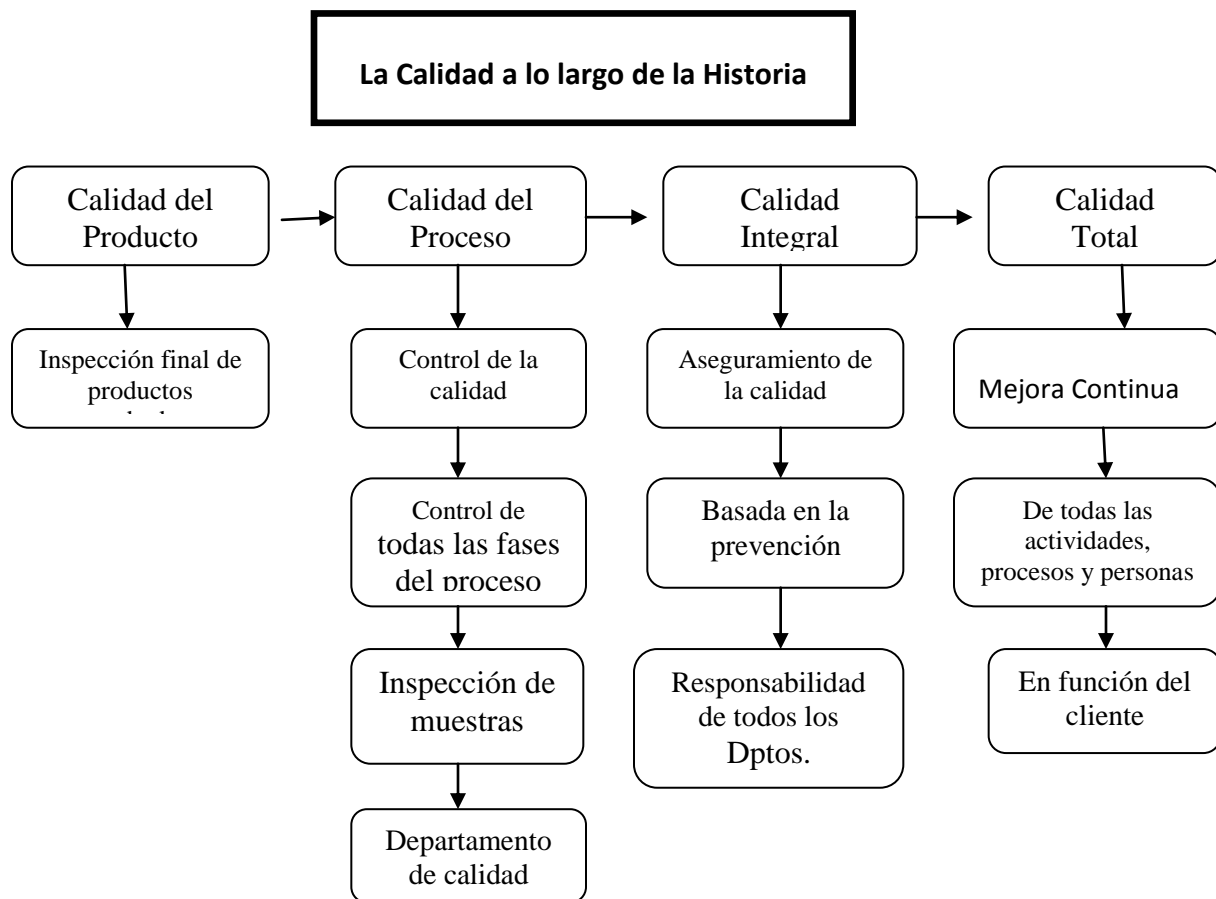 La Calidad a lo largo de la Historia
Calidad del
Producto
Calidad del
Proceso
Calidad
Integral
Calidad
Total
Inspección final de
productos
Control de la
calidad
Aseguramiento de
la calidad
Mejora Continua
Control de
todas las fases
del proceso
Basada en la
prevención
De todas las
actividades,
procesos y personas
Inspección de
muestras
Responsabilidad
de todos los
Dptos.
En función del
cliente
Departamento
de calidad